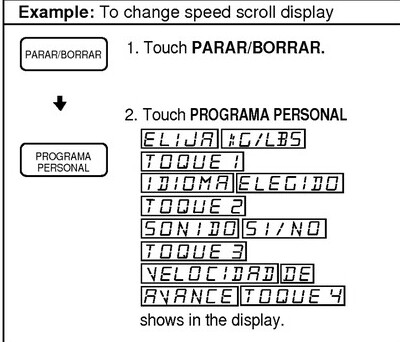 Example: To change speed scroll display
PARAR/BORRAR
1. Touch PARAR/BORRAR.
2. Touch PROGRAMA PERSONAL
PROGRAMA
PERSONAL
ELIJA KG/LBS
TOQUE 1
IDIOMA ELEGIDO
TOQUE 2
SONIDO SI/NO
TOQUE 3
VELOCIDAD DE
AVANCE TOQUE 4
shows in the display.